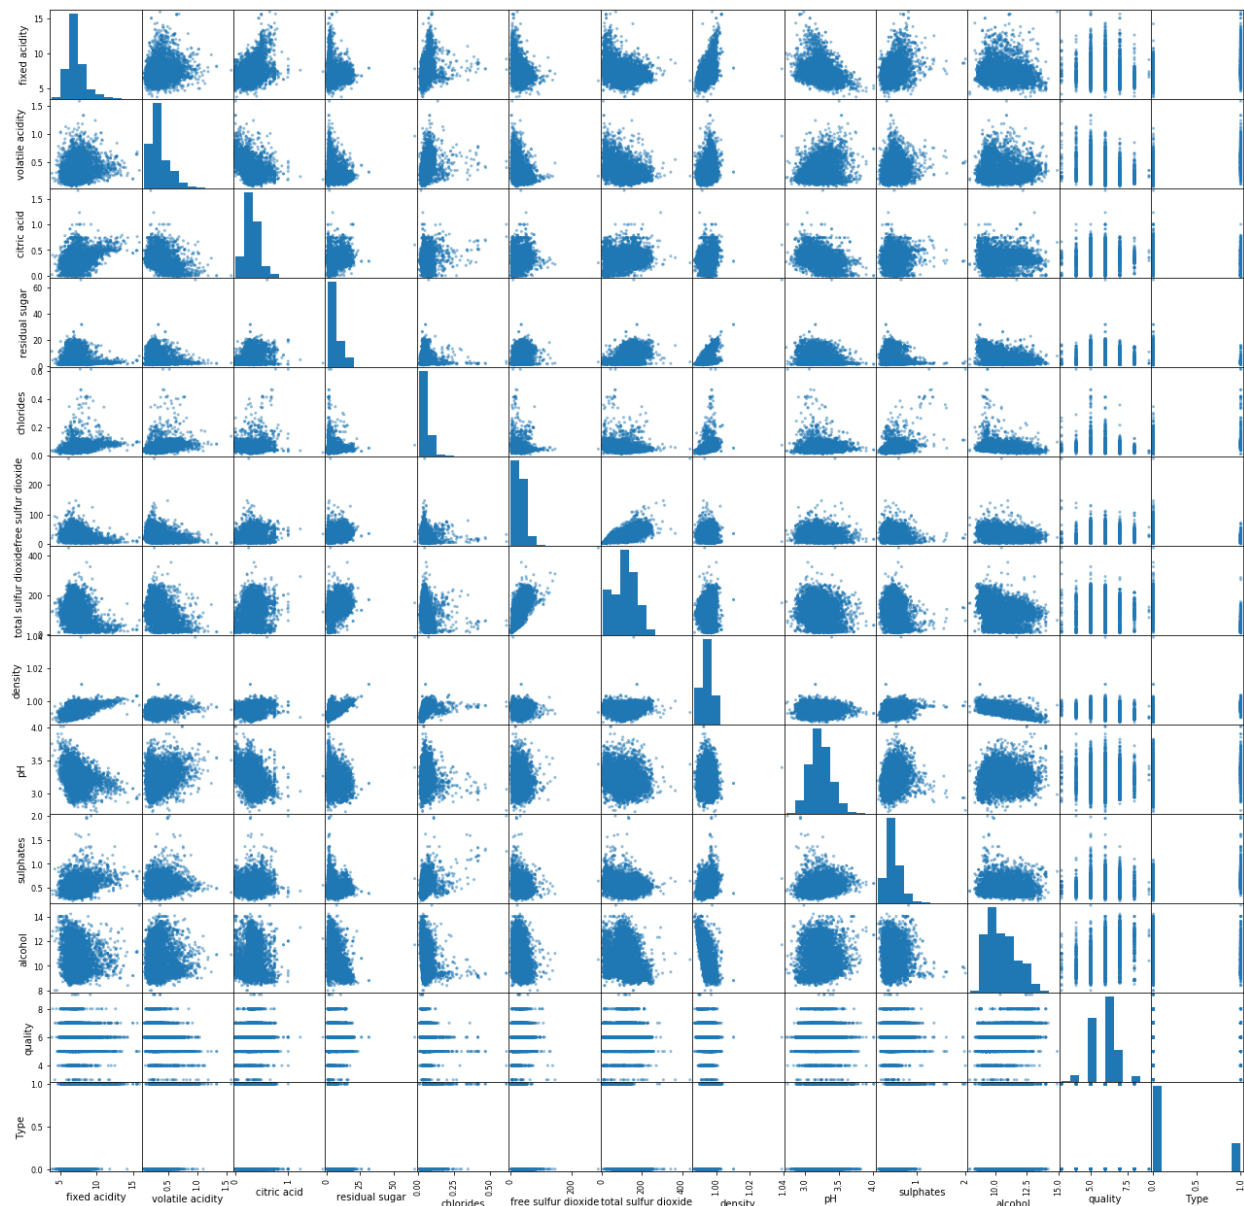 fixed acidity
15
10
5
volatile acidity
1.5
1.0
0.5
citric acid
1.5
1.0
0.5
0.0
residual sugar
60
40
20
0
chlorides
0.4
0.2
0.0
free sulfur dioxide
200
100
0
total sulfur dioxide
400
200
density
1.04
1.02
1.00
pH
4.0
3.5
3.0
sulphates
2.0
1.5
1.0
0.5
alcohol
14
12
10
8
quality
8
6
4
Type
1.0
0.5
0.0
5 10 15 0.5 1.0 1.5 0 1 0 25 50 0.00 0.25 0.50 0 200 0 200 400 1.00 1.02 1.04 3.0 3.5 4.0 1 2 10.0 12.5 15.0 5.0 7.5 0.0 0.5 1.0
fixed acidity volatile acidity citric acid residual sugar chlorides free sulfur dioxide total sulfur dioxide density pH sulphates alcohol quality Type